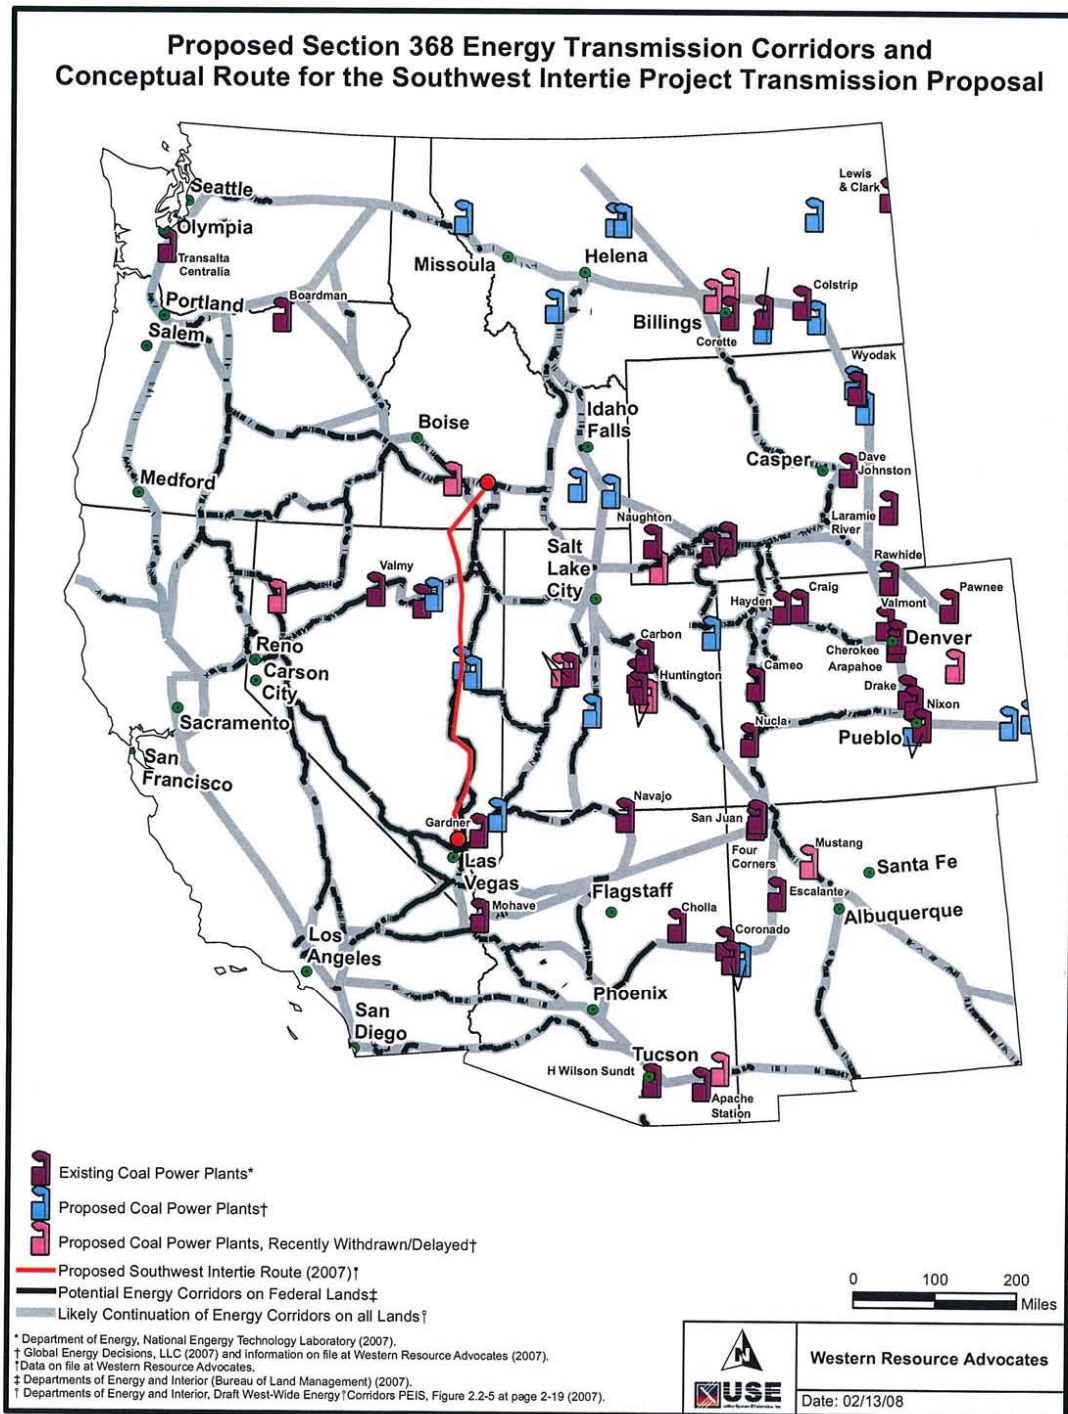 Proposed Section 368 Energy Transmission Corridors and
Conceptual Route for the Southwest Intertie Project Transmission Proposal
Seattle
Olympia
Transalta
Centralia
Portland
Salem
Boardman
Missoula
Helena
Lewis
& Clark
Billings
Corette
Colstrip
Wyodak
Boise
Idaho
Falls
Casper
Dave
Johnston
Medford
Naughton
Laramie
River
Rawhide
Valmy
Salt
Lake
City
Hayden
Craig
Valmont
Pawnee
Denver
Cherokee
Arapahoe
Reno
Carson
City
Carbon
Huntington
Cameo
Drake
Nixon
Sacramento
Nucla
Pueblo
San
Francisco
Gardner
Navajo
San Juan
Four
Corners
Mustang
Santa Fe
Las
Vegas
Flagstaff
Escalante
Albuquerque
Mohave
Cholla
Coronado
Los
Angeles
San
Diego
Phoenix
Tucson
H Wilson Sundt
Apache
Station
Existing Coal Power Plants*
Proposed Coal Power Plants†
Proposed Coal Power Plants, Recently Withdrawn/Delayed†
Proposed Southwest Intertie Route (2007)†
Potential Energy Corridors on Federal Lands‡
Likely Continuation of Energy Corridors on all Lands†
0 100 200
Miles
* Department of Energy, National Engergy Technology Laboratory (2007).
† Global Energy Decisions, LLC (2007) and information on file at Western Resource Advocates (2007).
†Data on file at Western Resource Advocates.
‡ Departments of Energy and Interior (Bureau of Land Management) (2007).
† Departments of Energy and Interior, Draft West-Wide Energy†Corridors PEIS, Figure 2.2-5 at page 2-19 (2007).
N
USE
Western Resource Advocates
Date: 02/13/08